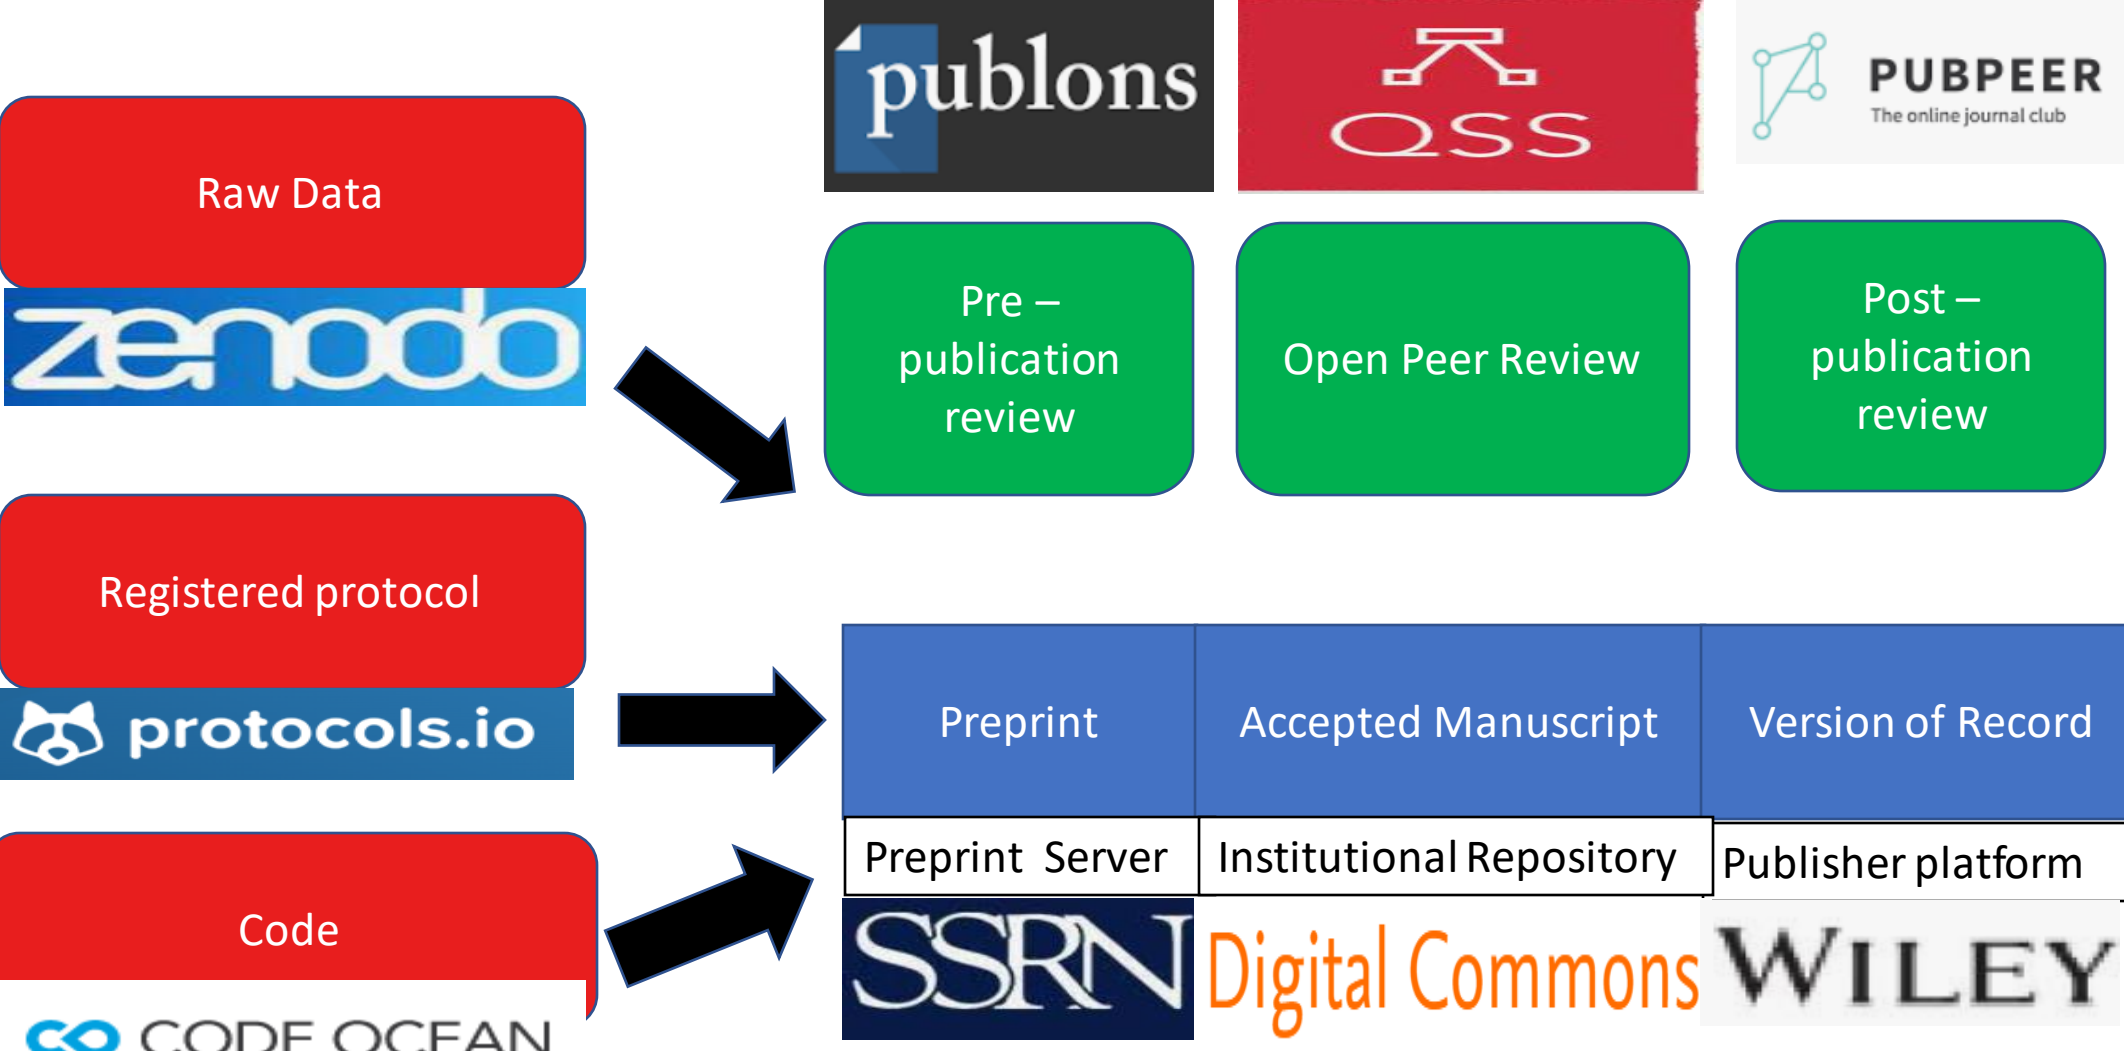 publons
QSS
PUBPEER
The online journal club
Raw Data
zenodo
Pre –
publication
review
Open Peer Review
Post –
publication
review
Registered protocol
protocols.io
Preprint
Accepted Manuscript
Version of Record
Preprint Server
Institutional Repository
Publisher platform
Code
CODE OCEAN
SSRN
Digital Commons
WILEY